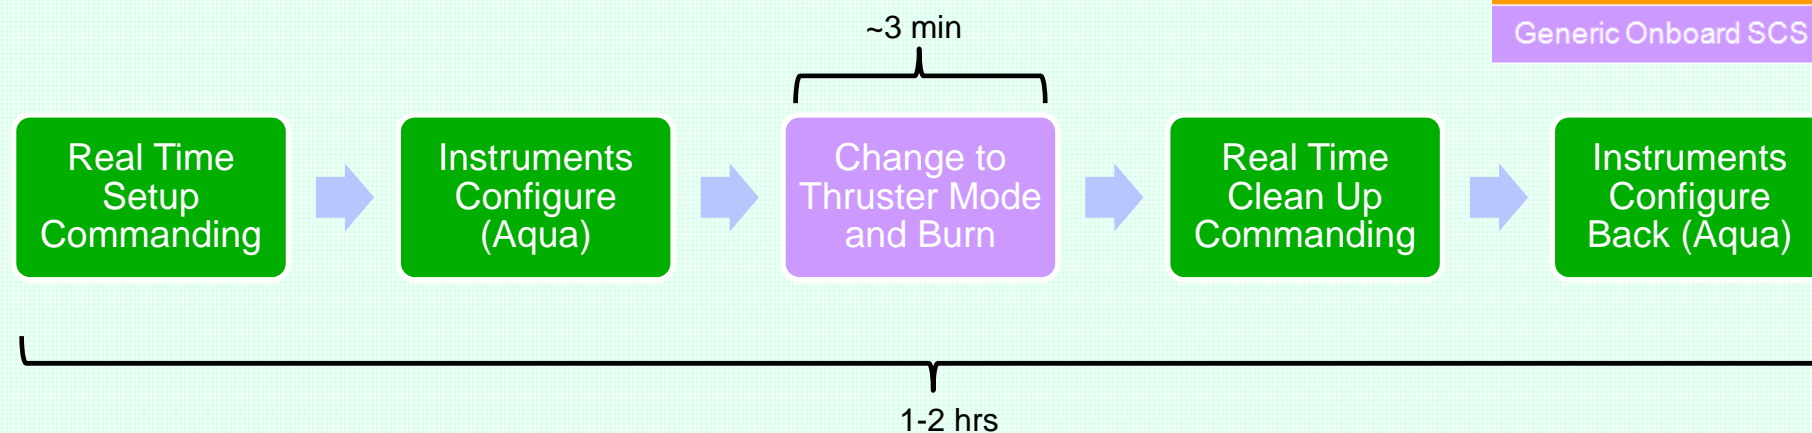 ~3 min
Generic Onboard SCS
Real Time
Setup
Commanding
Instruments
Configure
(Aqua)
Change to
Thruster Mode
and Burn
Real Time
Clean Up
Commanding
Instruments
Configure
Back (Aqua)
1-2 hrs